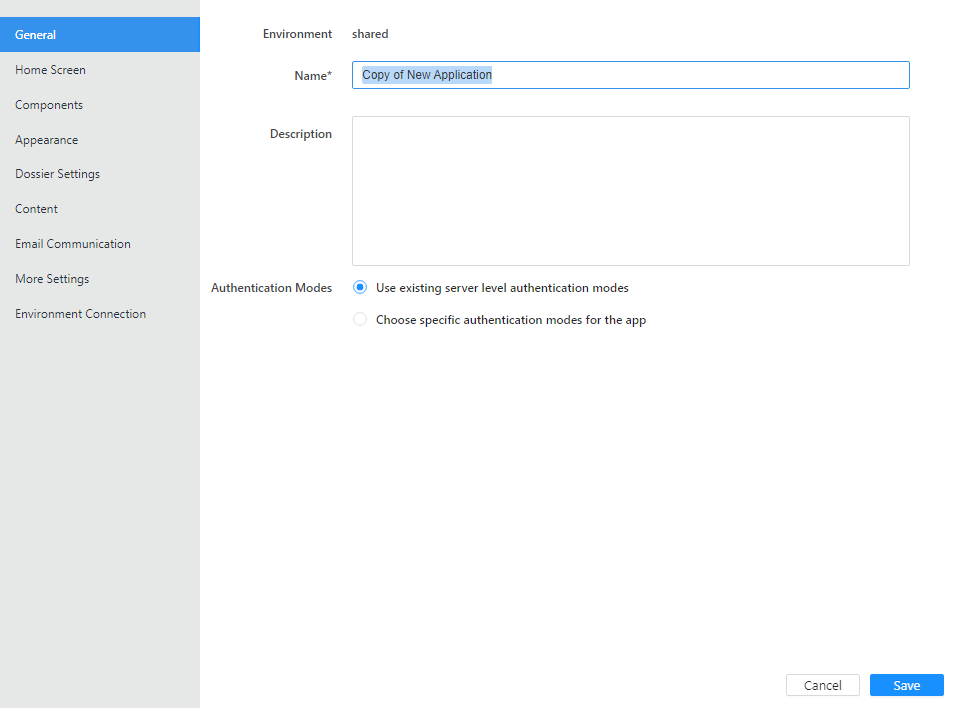 General
Home Screen
Components
Appearance
Dossier Settings
Content
Email Communication
More Settings
Environment Connection
Environment shared
Name* Copy of New Application
Description
Authentication Modes Use existing server level authentication modes
Choose specific authentication modes for the app
Cancel Save